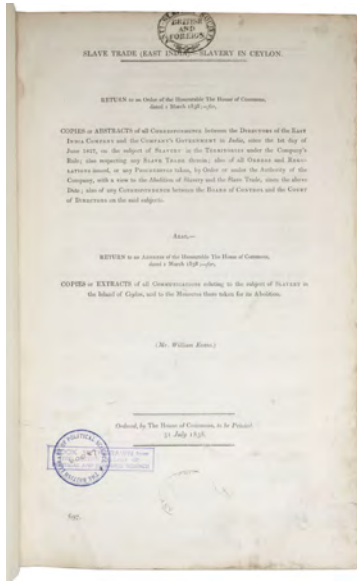 BRITISH
AND
FOREIGN
SLAVE TRADE (EAST INDIA)—SLAVERY IN CEYLON.
RETURN to an Order of the Honourable The House of Commons,
dated 1 March 1838;—for,
COPIES or ABSTRACTS of all CORRESPONDENCE between the DIRECTORS of the EAST
INDIA COMPANY and the COMPANY'S GOVERNMENT in India, since the 1st day of
June 1827, on the subject of SLAVERY in the TERRITORIES under the Company's
Rule; also respecting any SLAVE TRADE therein; also of all ORDERS and REGU-
LATIONS issued, or any PROCEEDINGS taken, by Order or under the Authority of the
Company, with a view to the Abolition of Slavery and the Slave Trade, since the above
Date; also of any CORRESPONDENCE between the BOARD of CONTROL and the COURT
of DIRECTORS on the said subjects.
ALSO,—
RETURN to an Address of the Honourable The House of Commons,
dated 1 March 1838;—for,
COPIES or EXTRACTS of all COMMUNICATIONS relating to the subject of SLAVERY in
the Island of Ceylon, and to the Measures there taken for its Abolition.
(Mr. William Evans.)
Ordered, by The House of Commons, to be Printed,
31 July 1838.
OF POLITICAL SCIENCE
697.